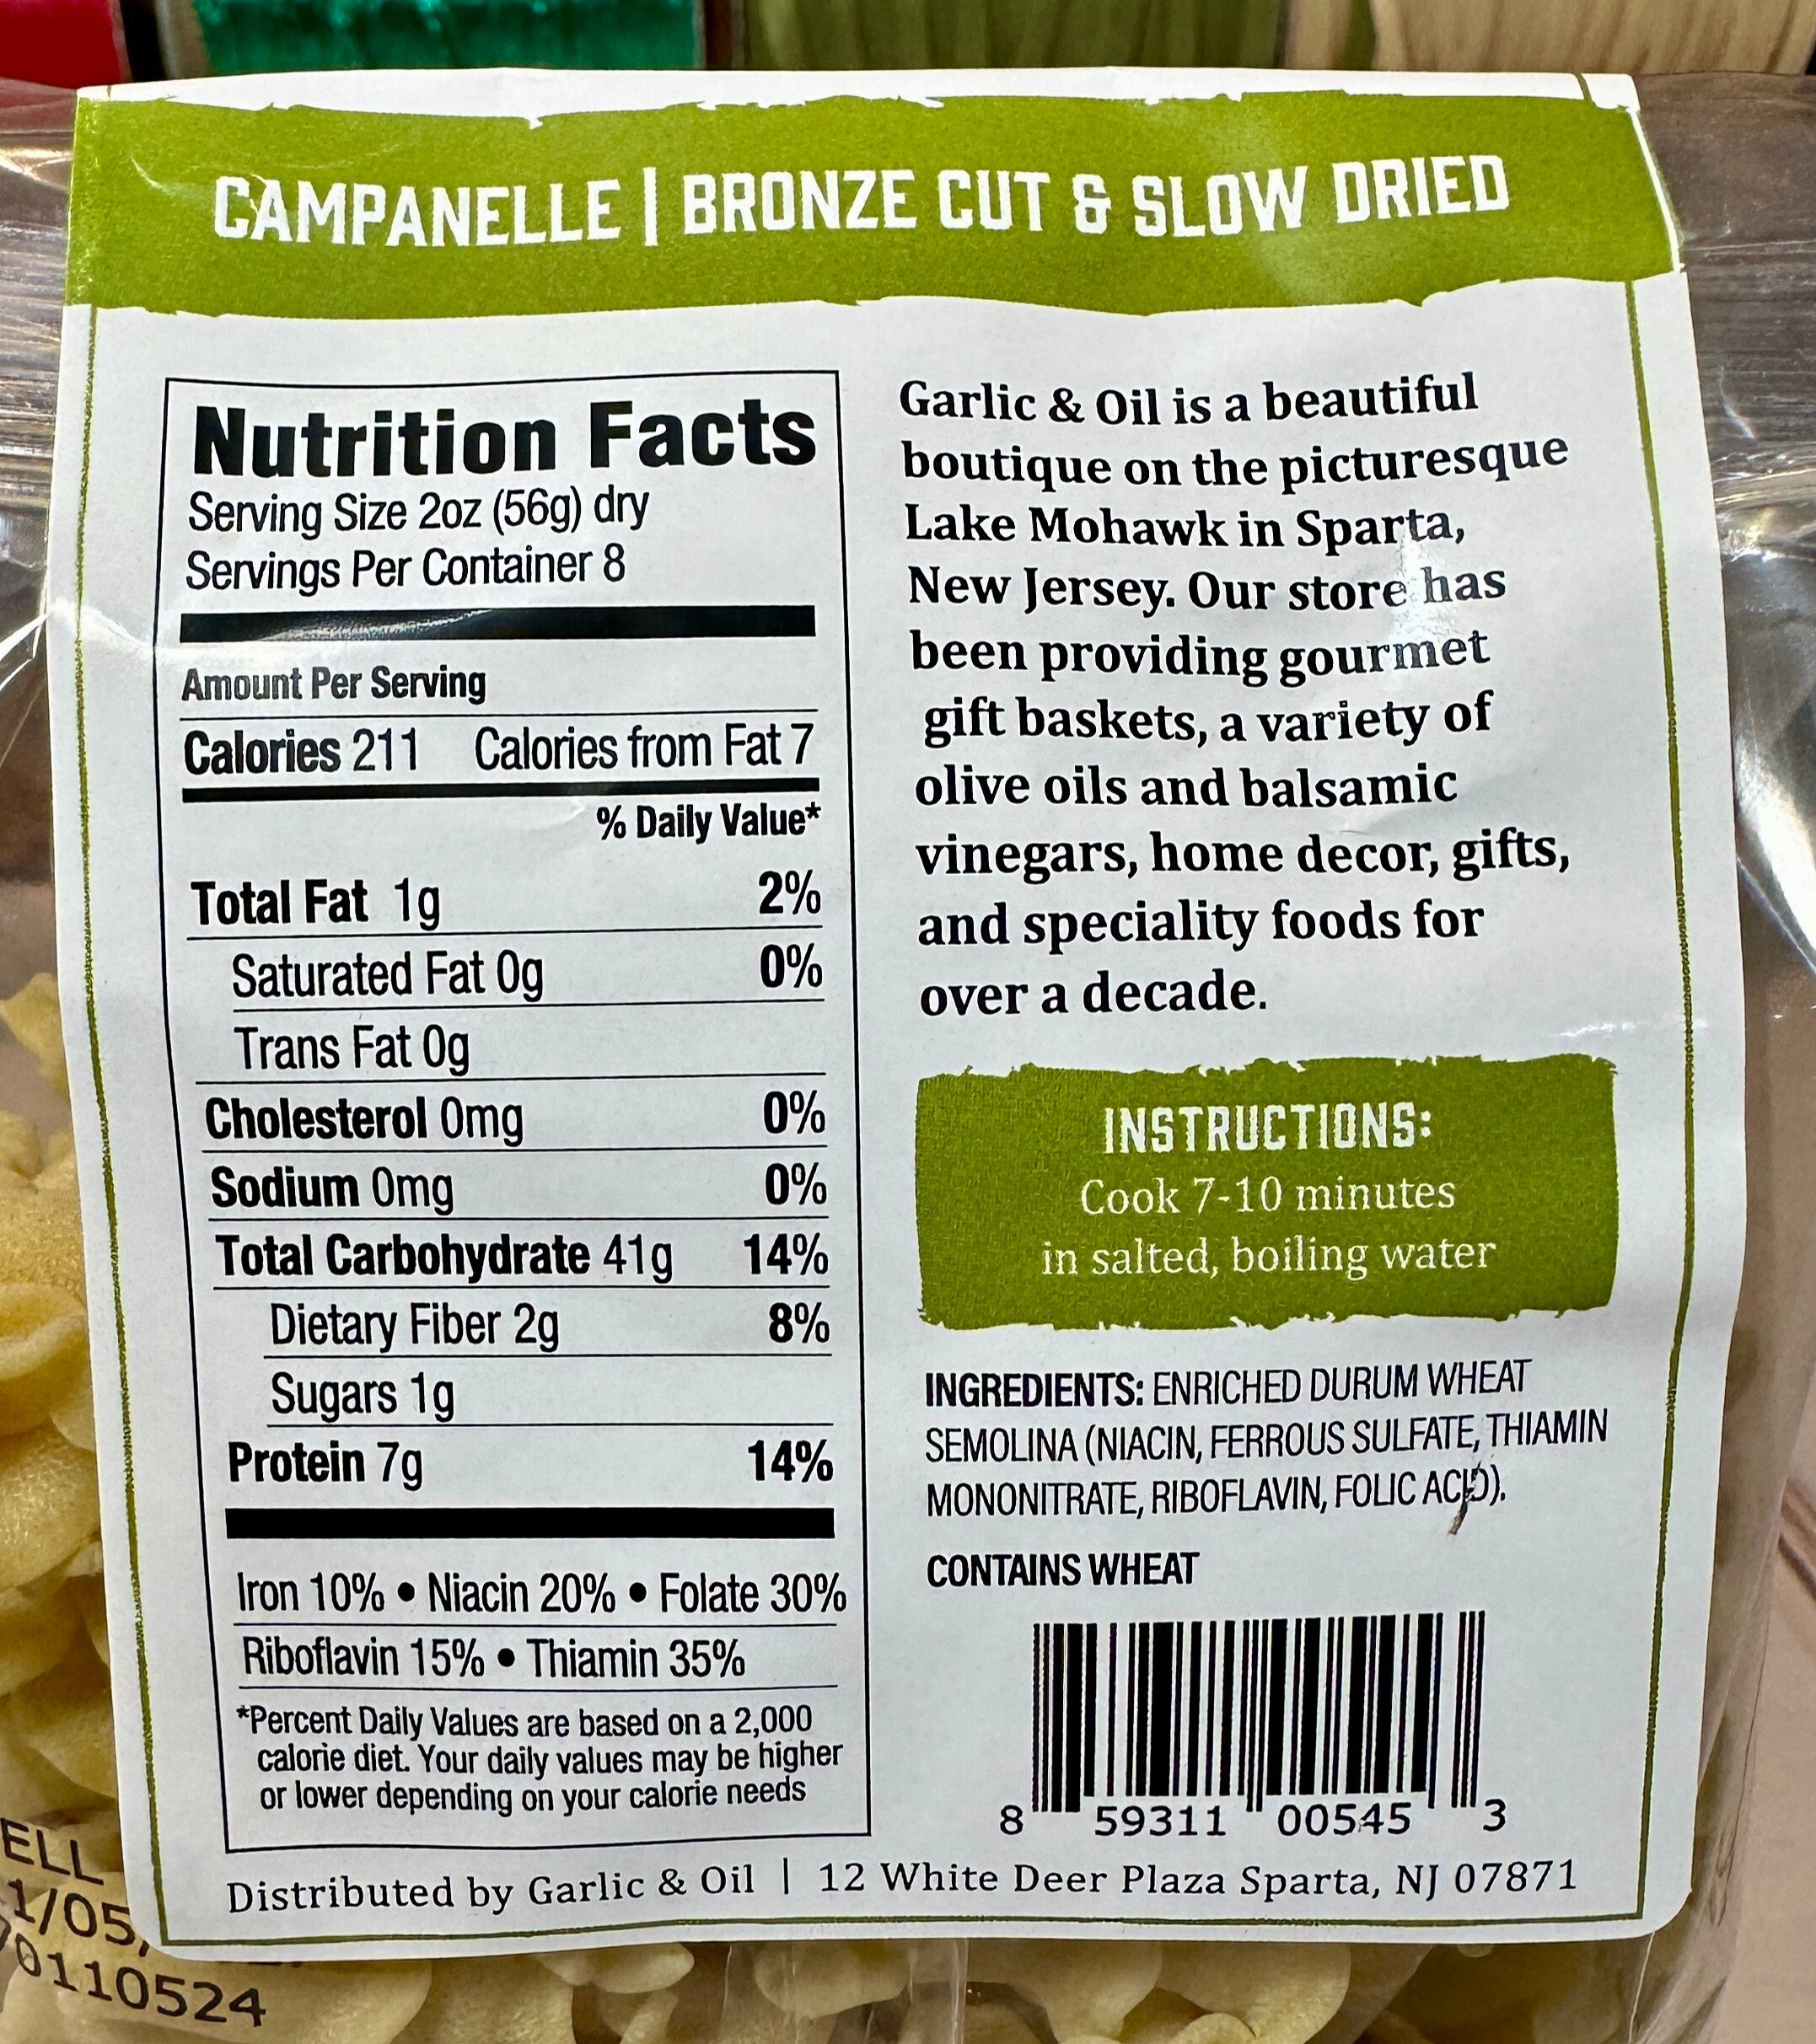 CAMPANELLE | BRONZE CUT & SLOW DRIED
Nutrition Facts
Serving Size 2oz (56g) dry
Servings Per Container 8
Amount Per Serving
Calories 211 Calories from Fat 7
% Daily Value*
Total Fat 1g 2%
Saturated Fat 0g 0%
Trans Fat 0g
Cholesterol 0mg 0%
Sodium 0mg 0%
Total Carbohydrate 41g 14%
Dietary Fiber 2g 8%
Sugars 1g
Protein 7g 14%
Iron 10% • Niacin 20% • Folate 30%
Riboflavin 15% • Thiamin 35%
*Percent Daily Values are based on a 2,000
calorie diet. Your daily values may be higher
or lower depending on your calorie needs
Garlic & Oil is a beautiful
boutique on the picturesque
Lake Mohawk in Sparta,
New Jersey. Our store has
been providing gourmet
gift baskets, a variety of
olive oils and balsamic
vinegars, home decor, gifts,
and speciality foods for
over a decade.
INSTRUCTIONS:
Cook 7-10 minutes
in salted, boiling water
INGREDIENTS: ENRICHED DURUM WHEAT
SEMOLINA (NIACIN, FERROUS SULFATE, THIAMIN
MONONITRATE, RIBOFLAVIN, FOLIC ACID).
CONTAINS WHEAT
8 59311 00545 3
Distributed by Garlic & Oil | 12 White Deer Plaza Sparta, NJ 07871
ELL
1/05/
0110524